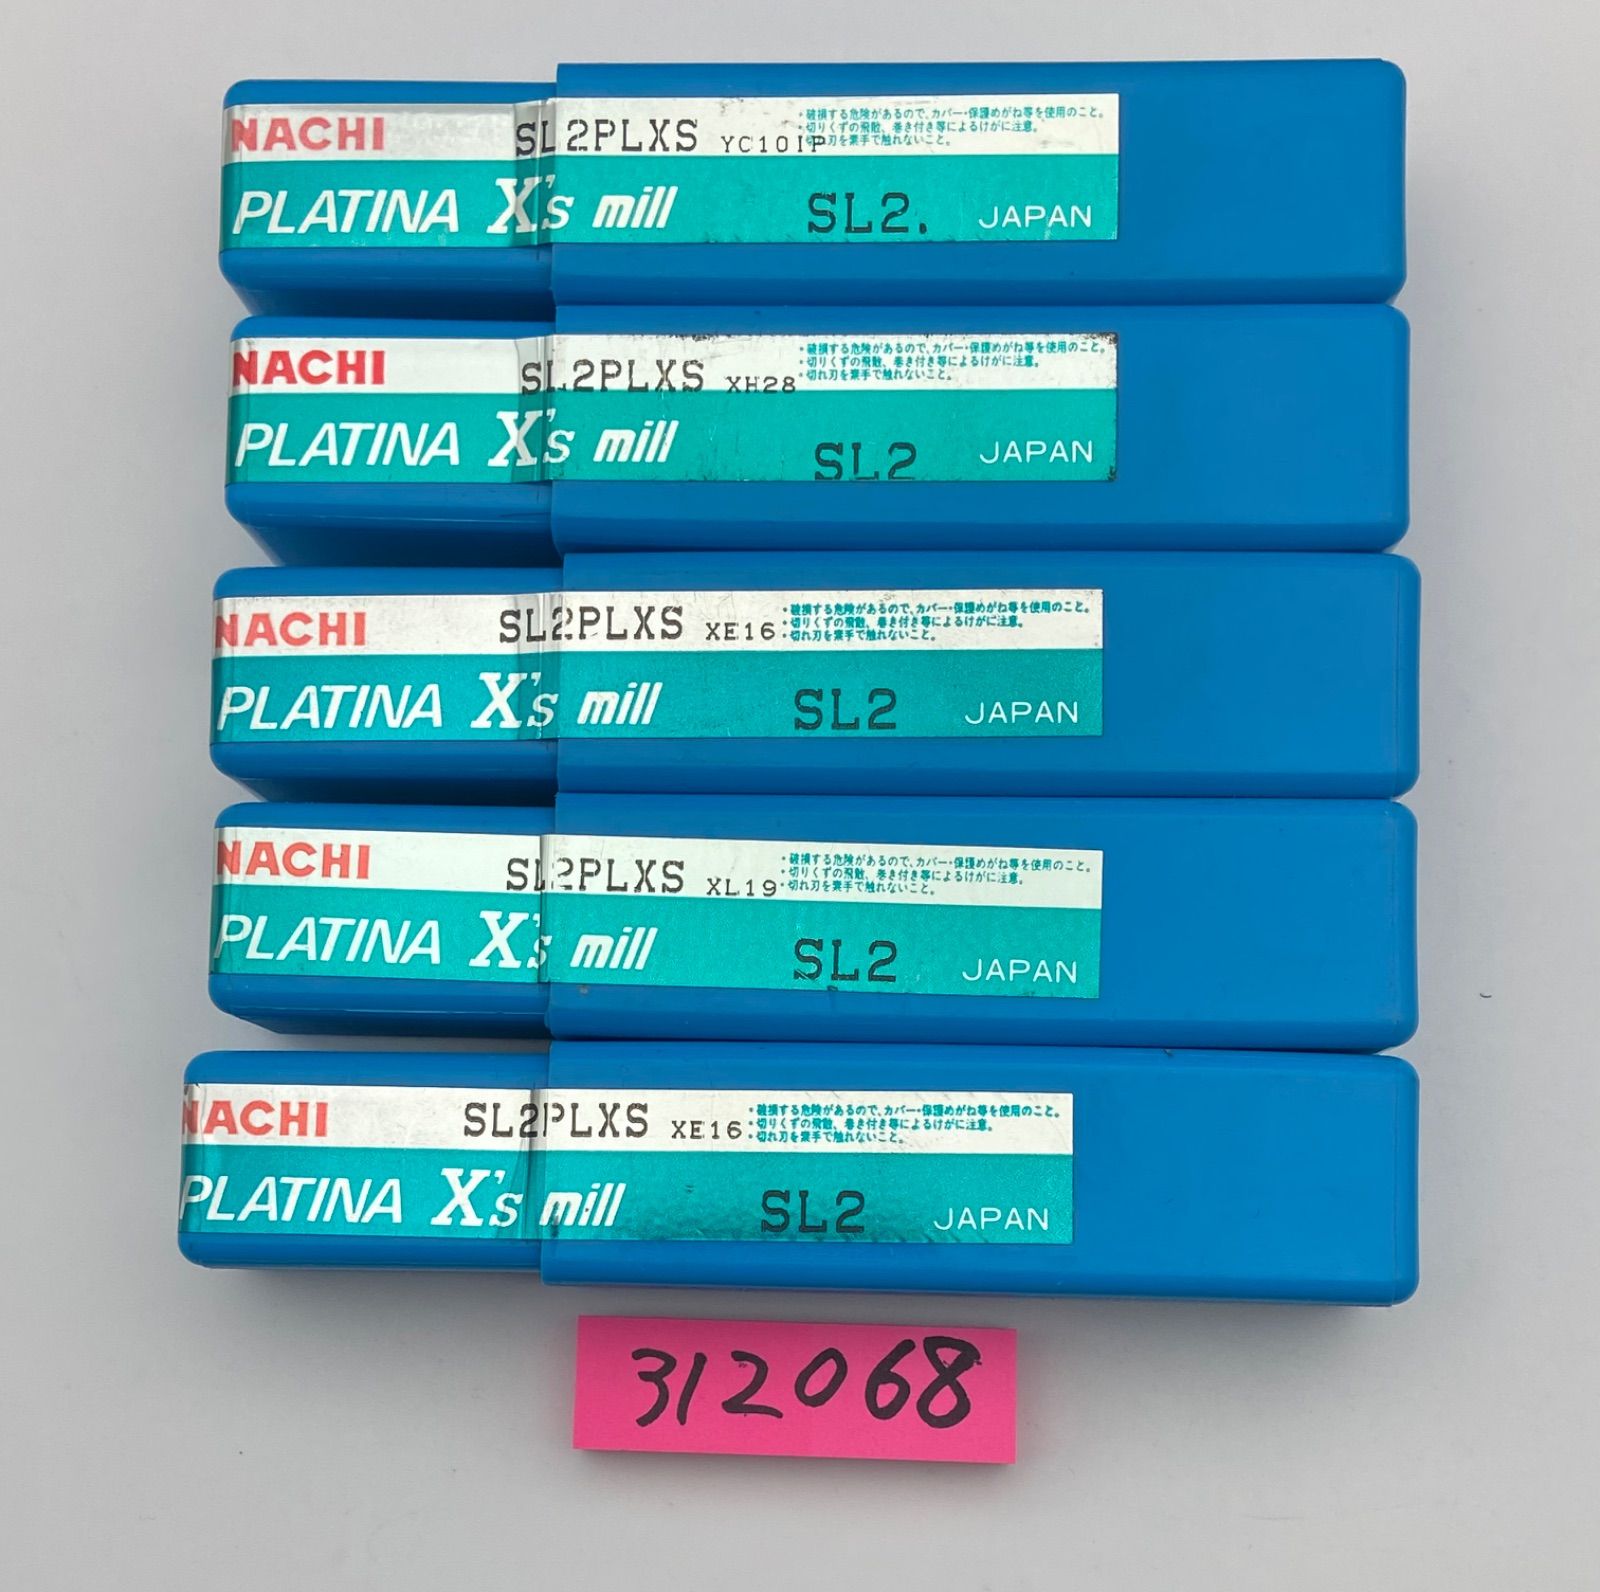 NACHI SL2PLXS YC10IP
・破損する危険があるので、カバー・保護めがね等を使用のこと。
・切りくずの飛散、巻き付き等によるけがに注意。
・切れ刃を素手で触れないこと。
PLATINA X's mill SL2. JAPAN
NACHI SL2PLXS XH28
・破損する危険があるので、カバー・保護めがね等を使用のこと。
・切りくずの飛散、巻き付き等によるけがに注意。
・切れ刃を素手で触れないこと。
PLATINA X's mill SL2 JAPAN
NACHI SL2PLXS XE16
・破損する危険があるので、カバー・保護めがね等を使用のこと。
・切りくずの飛散、巻き付き等によるけがに注意。
・切れ刃を素手で触れないこと。
PLATINA X's mill SL2 JAPAN
NACHI SL2PLXS XL19
・破損する危険があるので、カバー・保護めがね等を使用のこと。
・切りくずの飛散、巻き付き等によるけがに注意。
・切れ刃を素手で触れないこと。
PLATINA X's mill SL2 JAPAN
NACHI SL2PLXS XE16
・破損する危険があるので、カバー・保護めがね等を使用のこと。
・切りくずの飛散、巻き付き等によるけがに注意。
・切れ刃を素手で触れないこと。
PLATINA X's mill SL2 JAPAN
312068